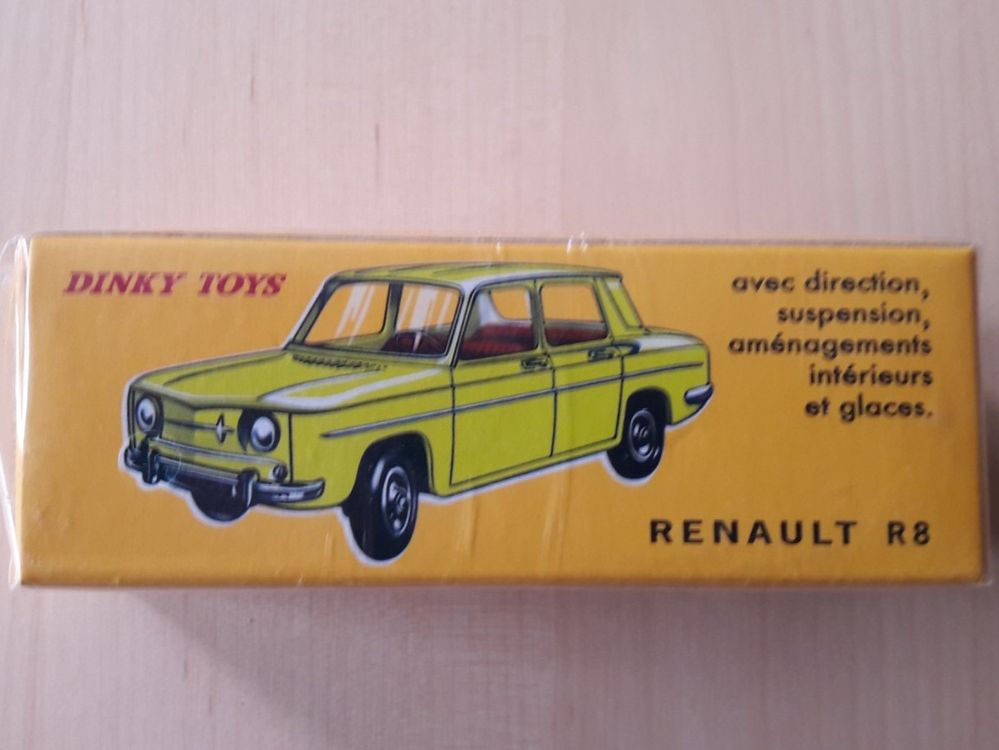 DINKY TOYS
avec direction,
suspension,
aménagements
intérieurs
et glaces.
RENAULT R8